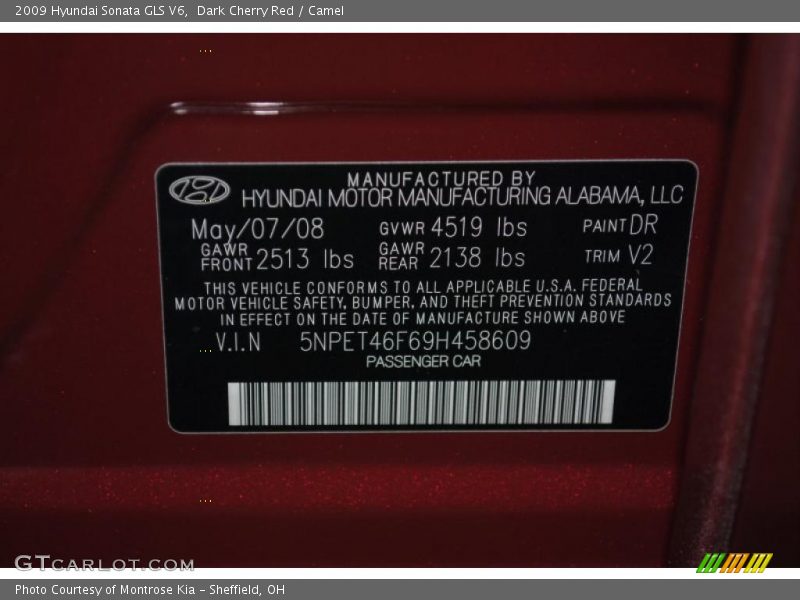 2009 Hyundai Sonata GLS V6,  Dark Cherry Red / Camel
MANUFACTURED BY
HYUNDAI MOTOR MANUFACTURING ALABAMA, LLC
May/07/08 GVWR 4519 lbs PAINT DR
GAWR FRONT 2513 lbs GAWR REAR 2138 lbs TRIM V2
THIS VEHICLE CONFORMS TO ALL APPLICABLE U.S.A. FEDERAL
MOTOR VEHICLE SAFETY, BUMPER, AND THEFT PREVENTION STANDARDS
IN EFFECT ON THE DATE OF MANUFACTURE SHOWN ABOVE
V.I.N 5NPET46F69H458609
PASSENGER CAR
GTCARLOT.COM
Photo Courtesy of Montrose Kia - Sheffield, OH